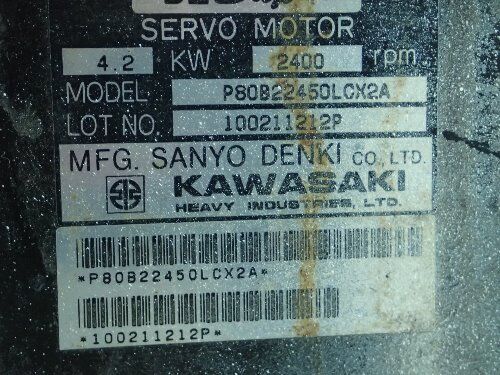 SERVO MOTOR
4.2 KW 2400 rpm
MODEL P80B22450LCX2A
LOT NO. 100211212P
MFG. SANYO DENKI CO. LTD.
KAWASAKI
HEAVY INDUSTRIES, LTD.
*P80B22450LCX2A*
*100211212P*